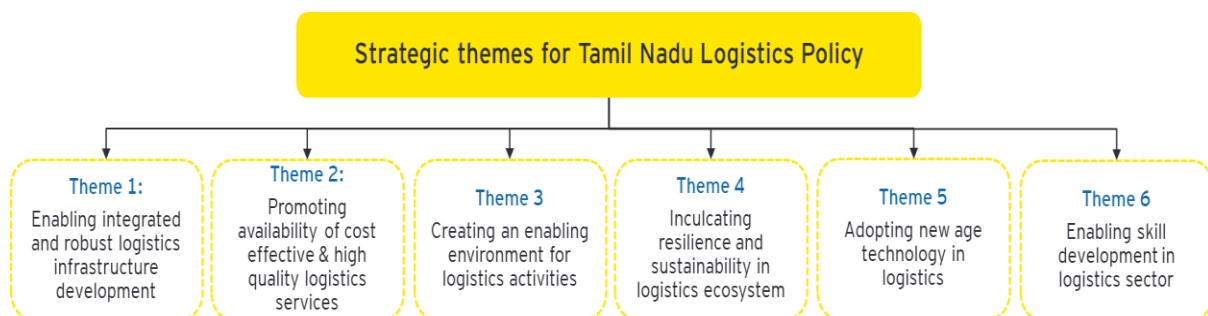 Strategic themes for Tamil Nadu Logistics Policy
Theme 1:
Enabling integrated
and robust logistics
infrastructure
development
Theme 2:
Promoting
availability of cost
effective & high
quality logistics
services
Theme 3
Creating an enabling
environment for
logistics activities
Theme 4
Inculcating
resilience and
sustainability in
logistics ecosystem
Theme 5
Adopting new age
technology in
logistics
Theme 6
Enabling skill
development in
logistics sector